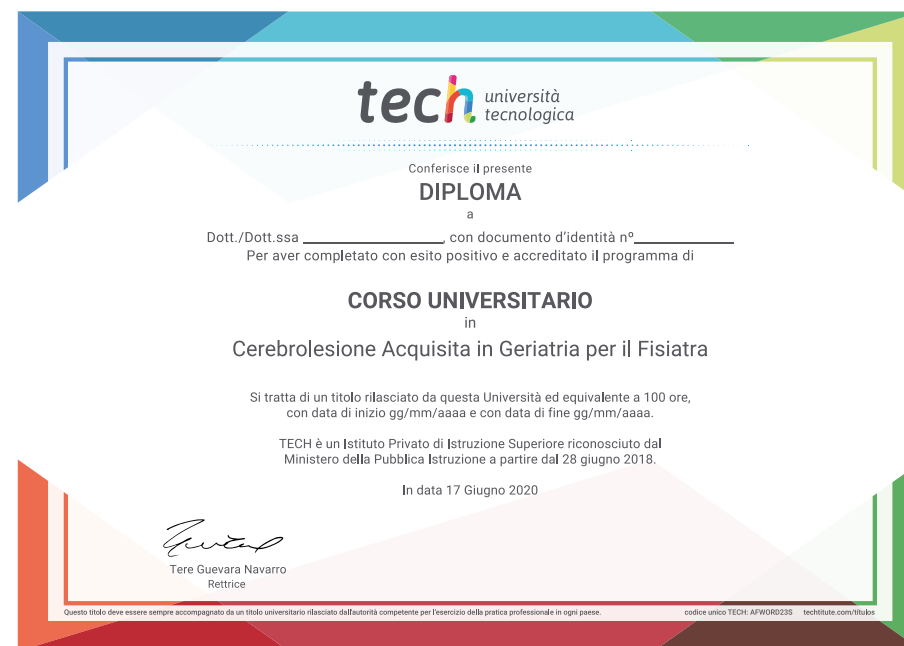 tech università
tecnologica
Conferisce il presente
DIPLOMA
a
Dott./Dott.ssa ____________________, con documento d'identità nº______________
Per aver completato con esito positivo e accreditato il programma di
CORSO UNIVERSITARIO
in
Cerebrolesione Acquisita in Geriatria per il Fisiatra
Si tratta di un titolo rilasciato da questa Università ed equivalente a 100 ore,
con data di inizio gg/mm/aaaa e con data di fine gg/mm/aaaa.
TECH è un Istituto Privato di Istruzione Superiore riconosciuto dal
Ministero della Pubblica Istruzione a partire dal 28 giugno 2018.
In data 17 Giugno 2020
Tere Guevara Navarro
Rettrice
Questo titolo deve essere sempre accompagnato da un titolo universitario rilasciato dall'autorità competente per l'esercizio della pratica professionale in ogni paese. codice unico TECH: AFWORD23S techtitute.com/titulos